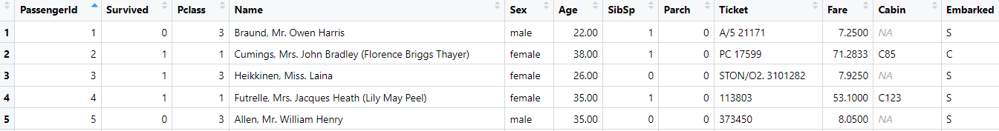 PassengerId Survived Pclass Name Sex Age SibSp Parch Ticket Fare Cabin Embarked
1 1 0 3 Braund, Mr. Owen Harris male 22.00 1 0 A/5 21171 7.2500 NA S
2 2 1 1 Cumings, Mrs. John Bradley (Florence Briggs Thayer) female 38.00 1 0 PC 17599 71.2833 C85 C
3 3 1 3 Heikkinen, Miss. Laina female 26.00 0 0 STON/O2. 3101282 7.9250 NA S
4 4 1 1 Futrelle, Mrs. Jacques Heath (Lily May Peel) female 35.00 1 0 113803 53.1000 C123 S
5 5 0 3 Allen, Mr. William Henry male 35.00 0 0 373450 8.0500 NA S